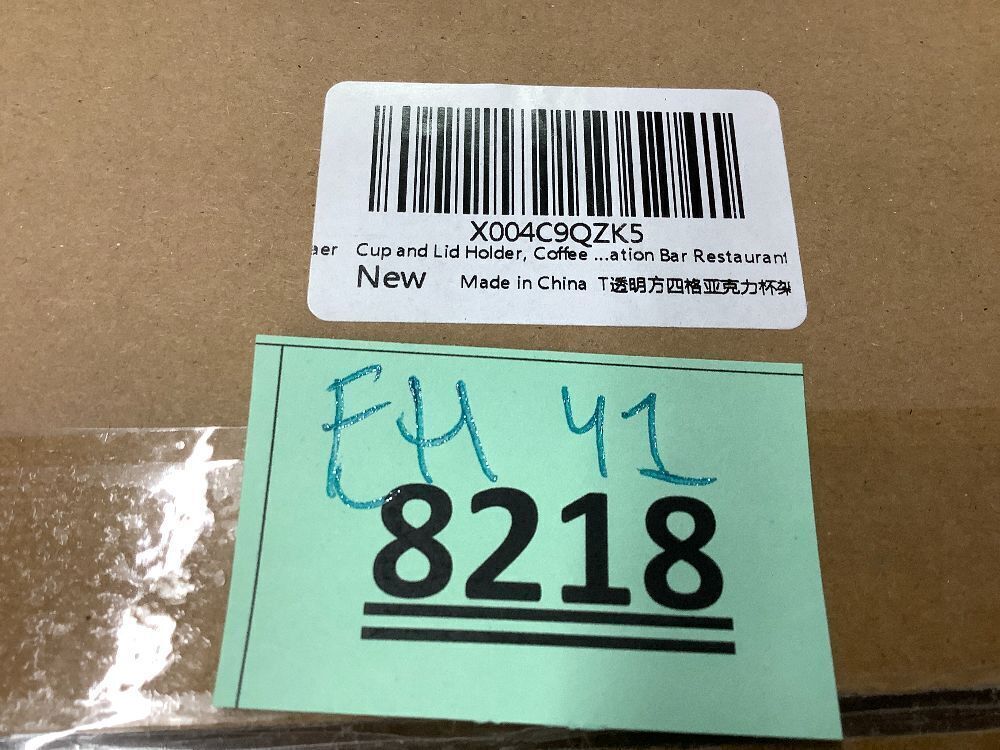 X004C9QZK5
aer Cup and Lid Holder, Coffee ...ation Bar Restaurant
New Made in China T透明方四格亚克力杯架
EH 41
8218